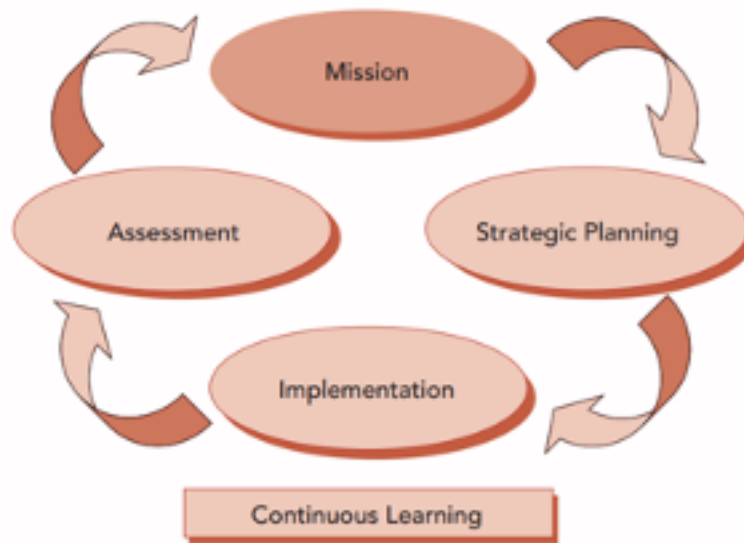 Mission
Assessment
Strategic Planning
Implementation
Continuous Learning